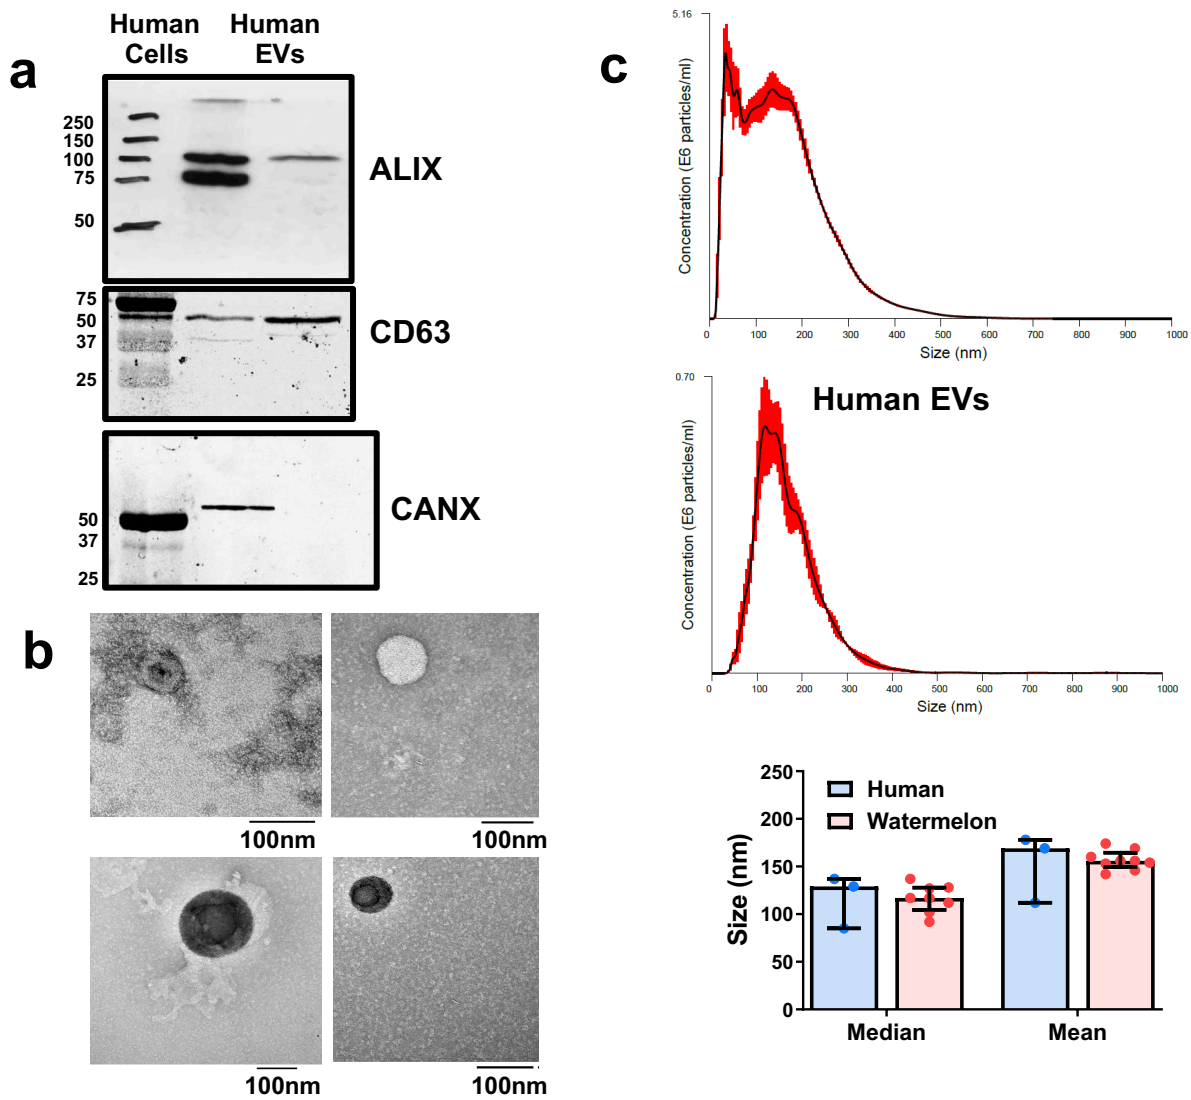 Human Cells
Human EVs
a
250
150
100
75
50
ALIX
75
50
37
25
CD63
50
37
25
CANX
b
100nm
100nm
100nm
100nm
c
5.16
Concentration (E6 particles/ml)
0 100 200 300 400 500 600 700 800 900 1000
Size (nm)
0.70
Human EVs
Concentration (E6 particles/ml)
0 100 200 300 400 500 600 700 800 900 1000
Size (nm)
250
200
150
100
50
0
Size (nm)
Human
Watermelon
Median
Mean